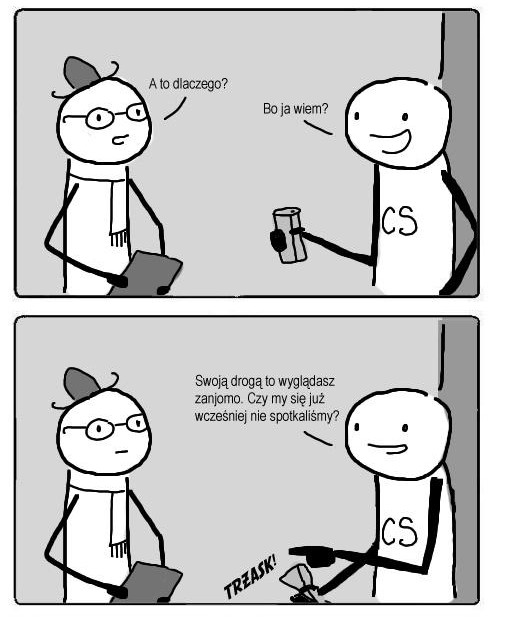 A to dlaczego?
Bo ja wiem?
CS
Swoją drogą to wyglądasz
zanjomo. Czy my się już
wcześniej nie spotkaliśmy?
CS
TRZASK!